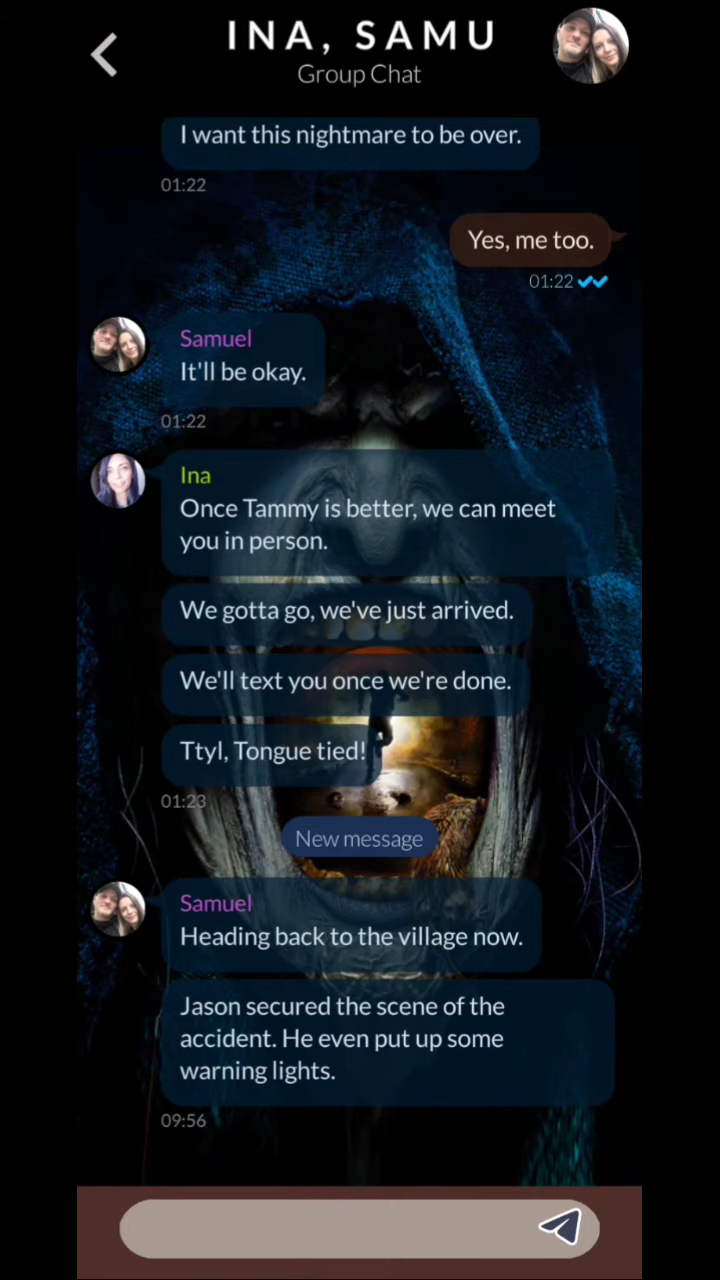 INA, SAMU
Group Chat
I want this nightmare to be over.
01:22
Yes, me too.
01:22
Samuel
It'll be okay.
01:22
Ina
Once Tammy is better, we can meet
you in person.
We gotta go, we've just arrived.
We'll text you once we're done.
Ttyl, Tongue tied!
01:23
New message
Samuel
Heading back to the village now.
Jason secured the scene of the
accident. He even put up some
warning lights.
09:56